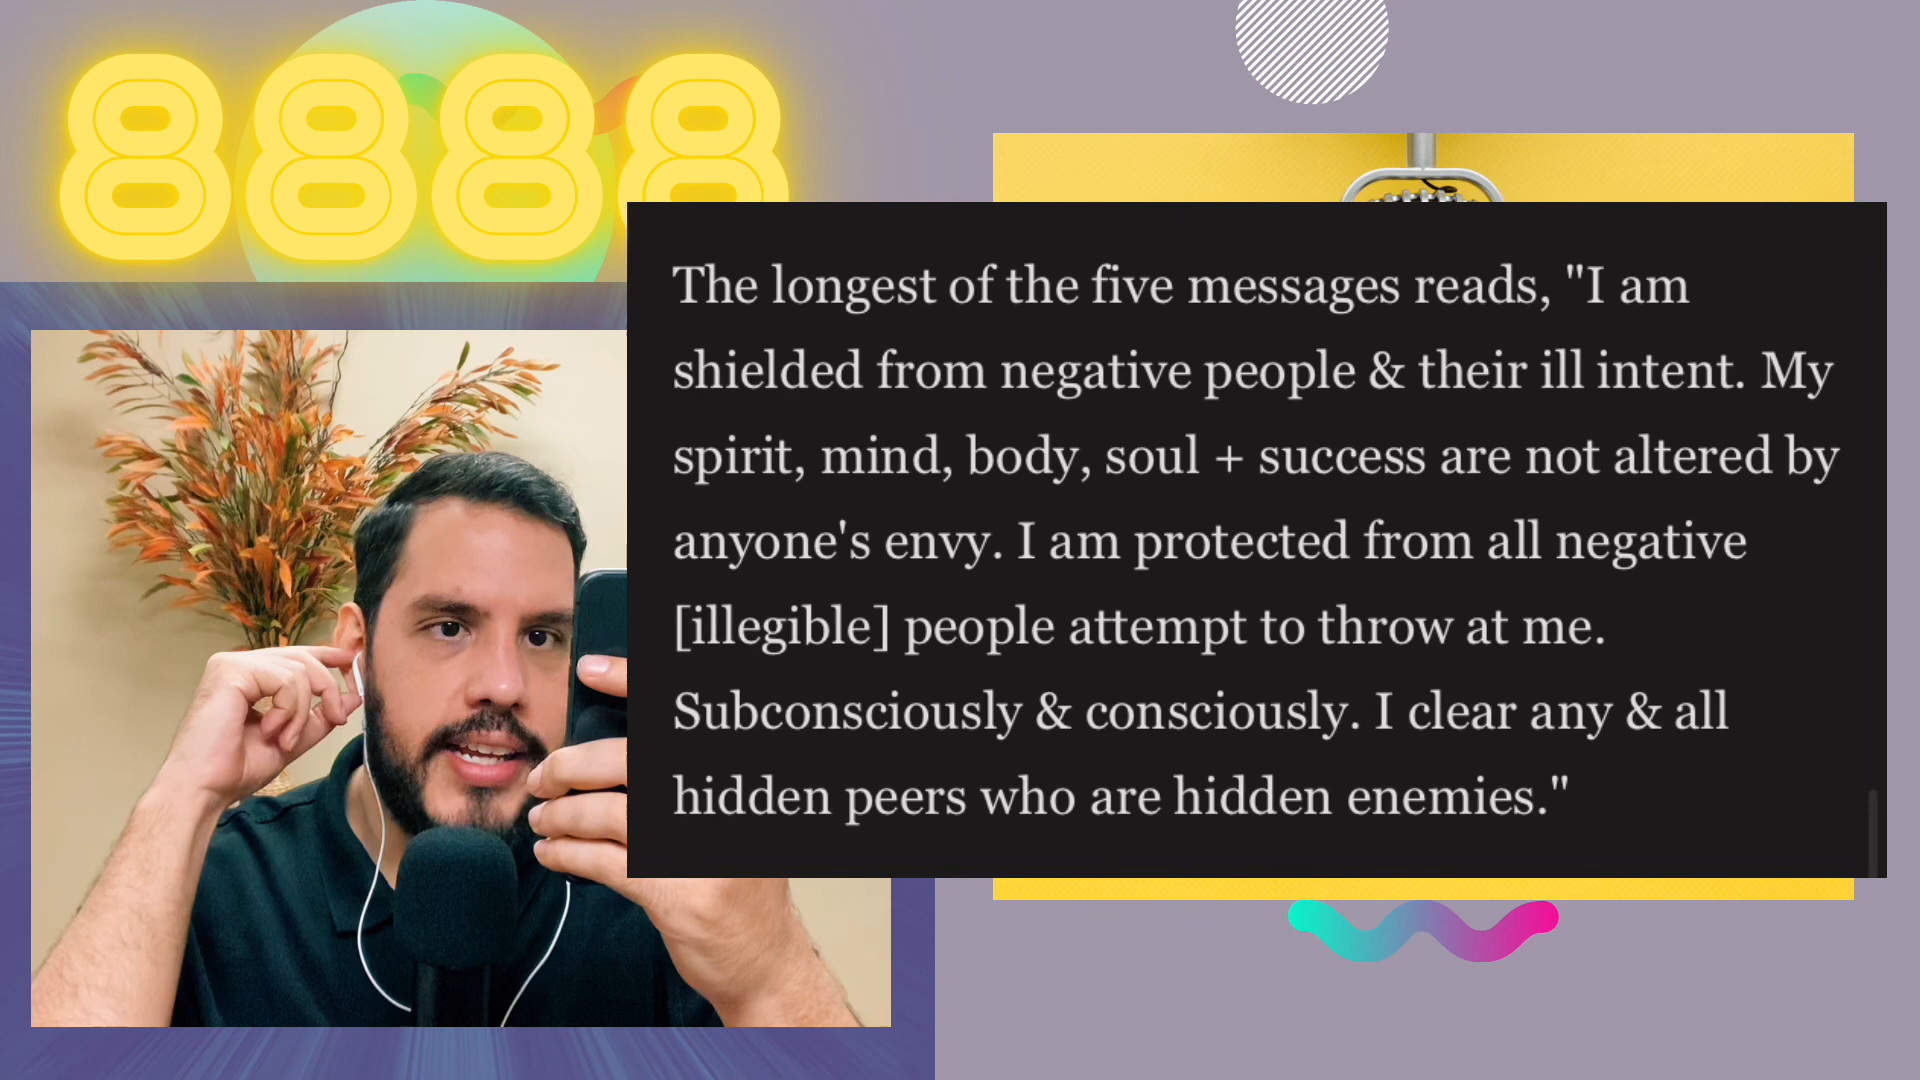 8888
The longest of the five messages reads, "I am
shielded from negative people & their ill intent. My
spirit, mind, body, soul + success are not altered by
anyone's envy. I am protected from all negative
[illegible] people attempt to throw at me.
Subconsciously & consciously. I clear any & all
hidden peers who are hidden enemies."